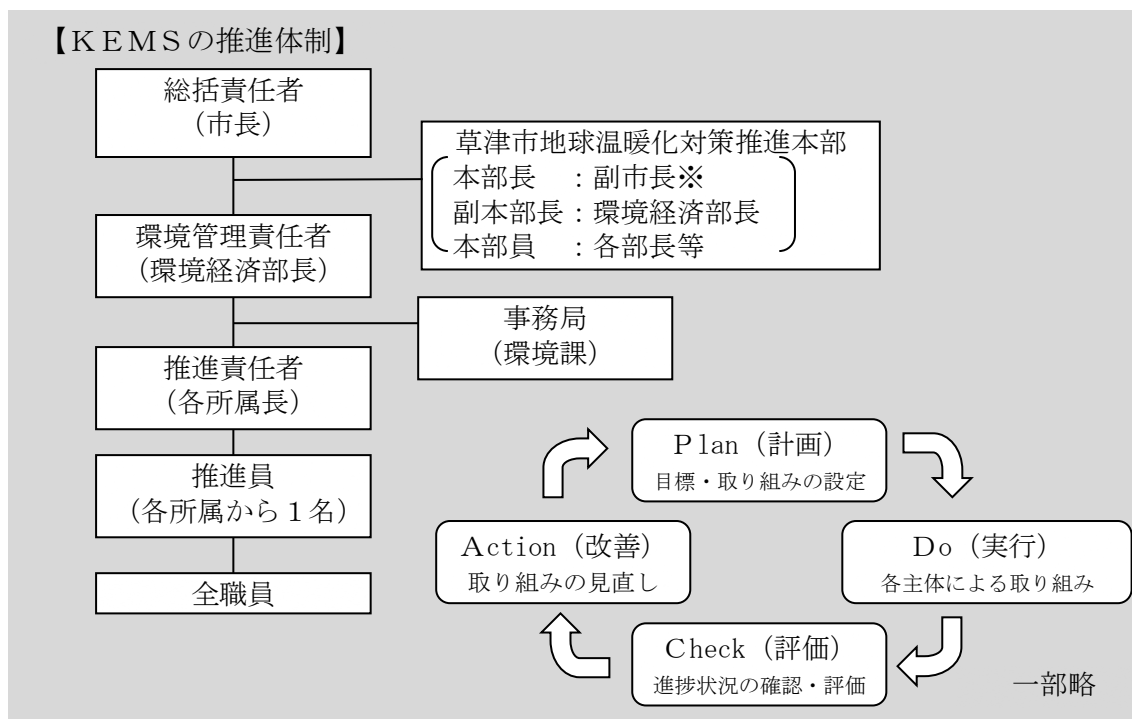 【ＫＥＭＳの推進体制】
総括責任者
（市長）
草津市地球温暖化対策推進本部
本部長　：副市長※
副本部長：環境経済部長
本部員　：各部長等
環境管理責任者
（環境経済部長）
事務局
（環境課）
推進責任者
（各所属長）
推進員
（各所属から１名）
全職員
Ｐlan（計画）
目標・取り組みの設定
Ａction（改善）
取り組みの見直し
Ｄo（実行）
各主体による取り組み
Ｃheck（評価）
進捗状況の確認・評価
一部略